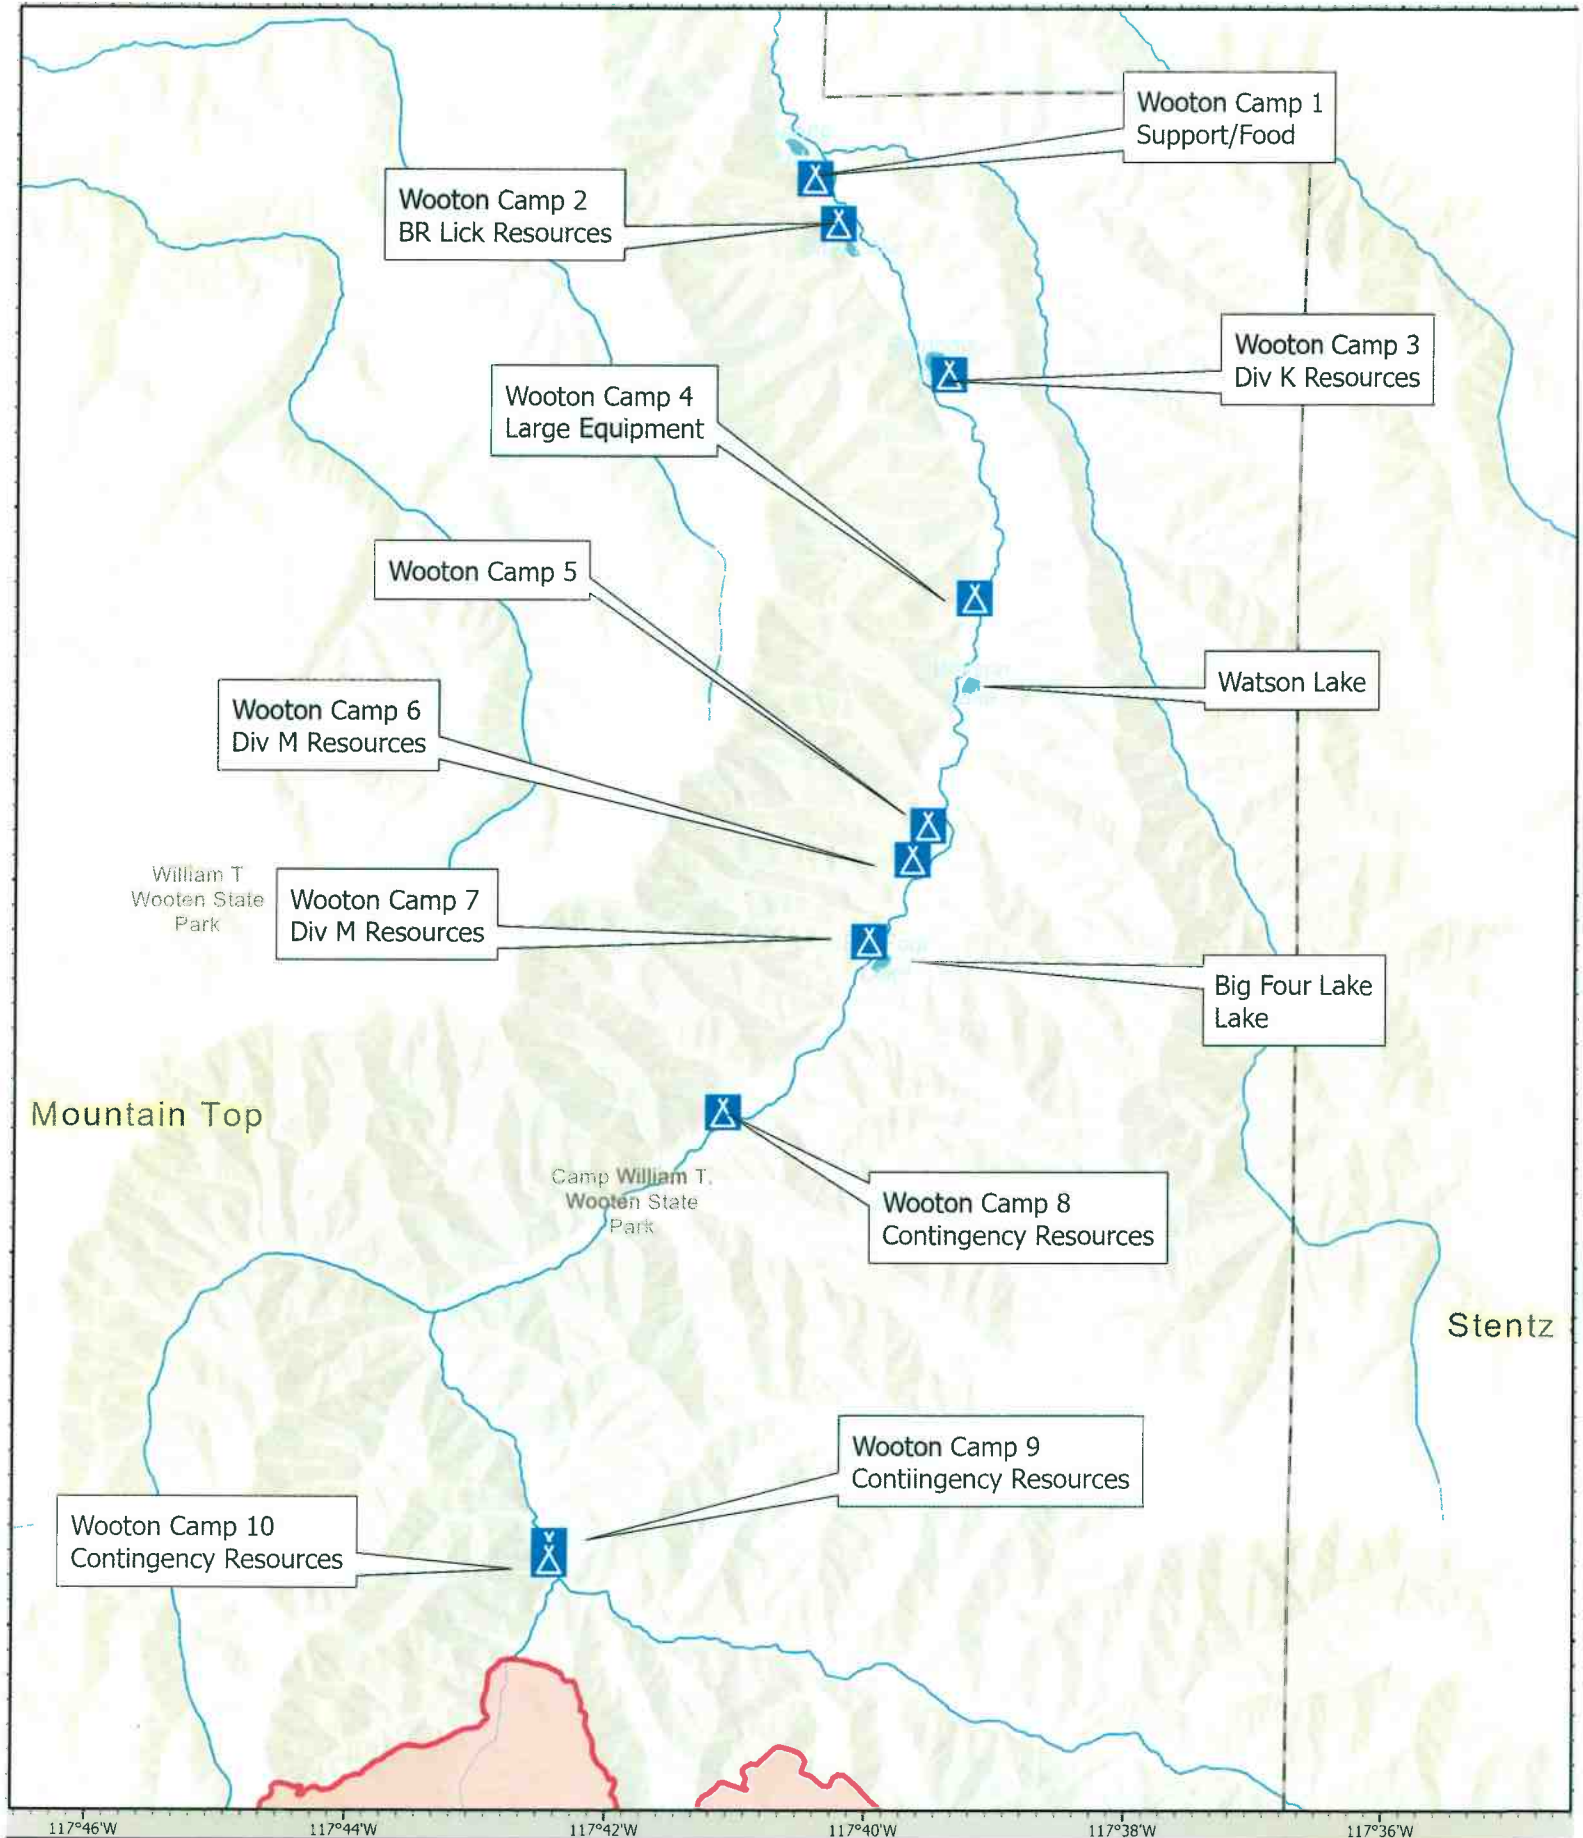 Wooton Camp 1
Support/Food
Wooton Camp 2
BR Lick Resources
Wooton Camp 3
Div K Resources
Wooton Camp 4
Large Equipment
Wooton Camp 5
Watson Lake
Wooton Camp 6
Div M Resources
William T
Wooten State
Park
Wooton Camp 7
Div M Resources
Big Four Lake
Lake
Mountain Top
Camp William T.
Wooten State
Park
Wooton Camp 8
Contingency Resources
Stentz
Wooton Camp 9
Contiingency Resources
Wooton Camp 10
Contingency Resources
117°46'W 117°44'W 117°42'W 117°40'W 117°38'W 117°36'W